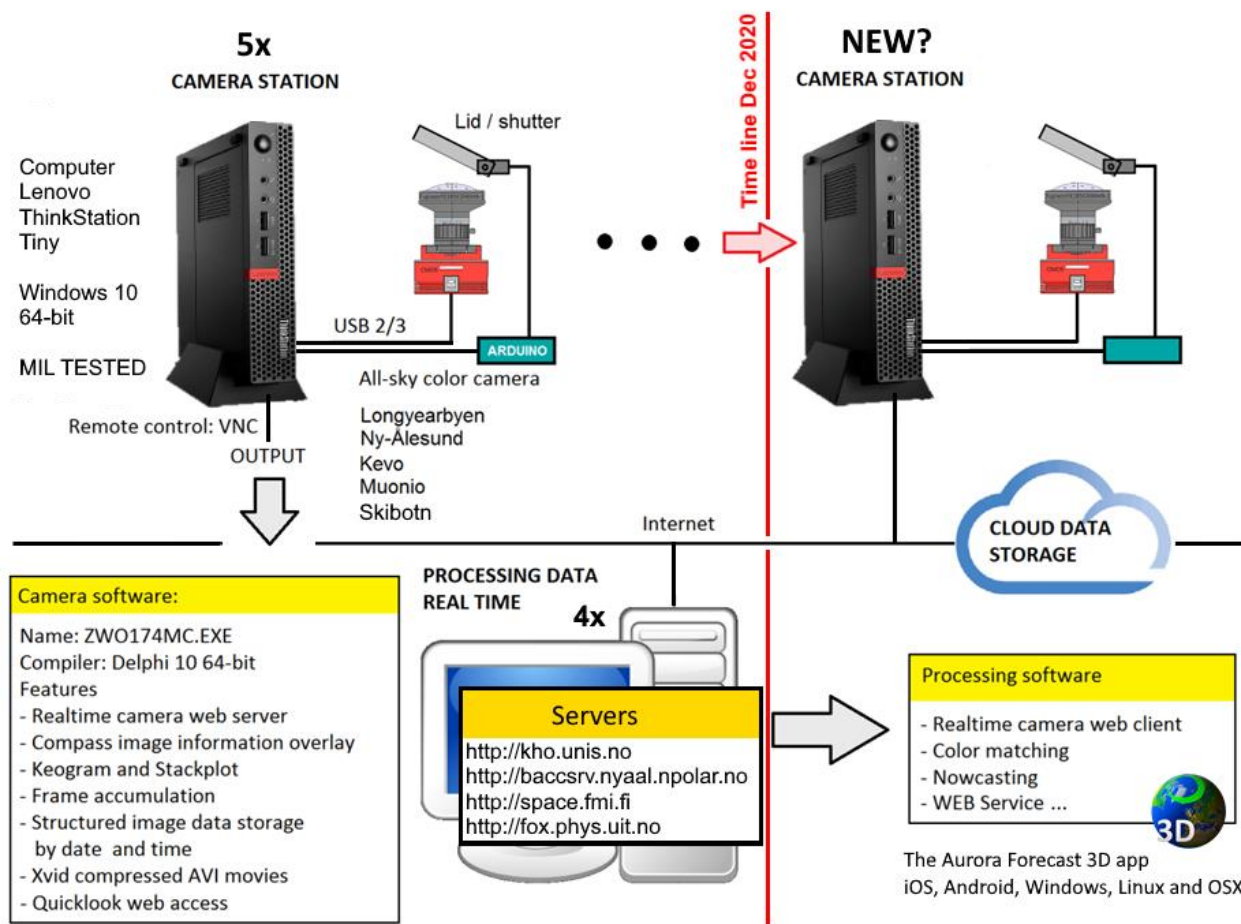 5x
CAMERA STATION
Computer
Lenovo
ThinkStation
Tiny
Windows 10
64-bit
MIL TESTED
Lid / shutter
CMOS
ThinkStation
USB 2/3
ARDUINO
All-sky color camera
Longyearbyen
Ny-Ålesund
Kevo
Muonio
Skibotn
Remote control: VNC
OUTPUT
Time line Dec 2020
NEW?
CAMERA STATION
CMOS
ThinkStation
Internet
CLOUD DATA
STORAGE
Camera software:
Name: ZWO174MC.EXE
Compiler: Delphi 10 64-bit
Features
- Realtime camera web server
- Compass image information overlay
- Keogram and Stackplot
- Frame accumulation
- Structured image data storage
by date and time
- Xvid compressed AVI movies
- Quicklook web access
PROCESSING DATA
REAL TIME
4x
Servers
http://kho.unis.no
http://baccsrv.nyaal.npolar.no
http://space.fmi.fi
http://fox.phys.uit.no
Processing software
- Realtime camera web client
- Color matching
- Nowcasting
- WEB Service ...
3D
The Aurora Forecast 3D app
iOS, Android, Windows, Linux and OSX